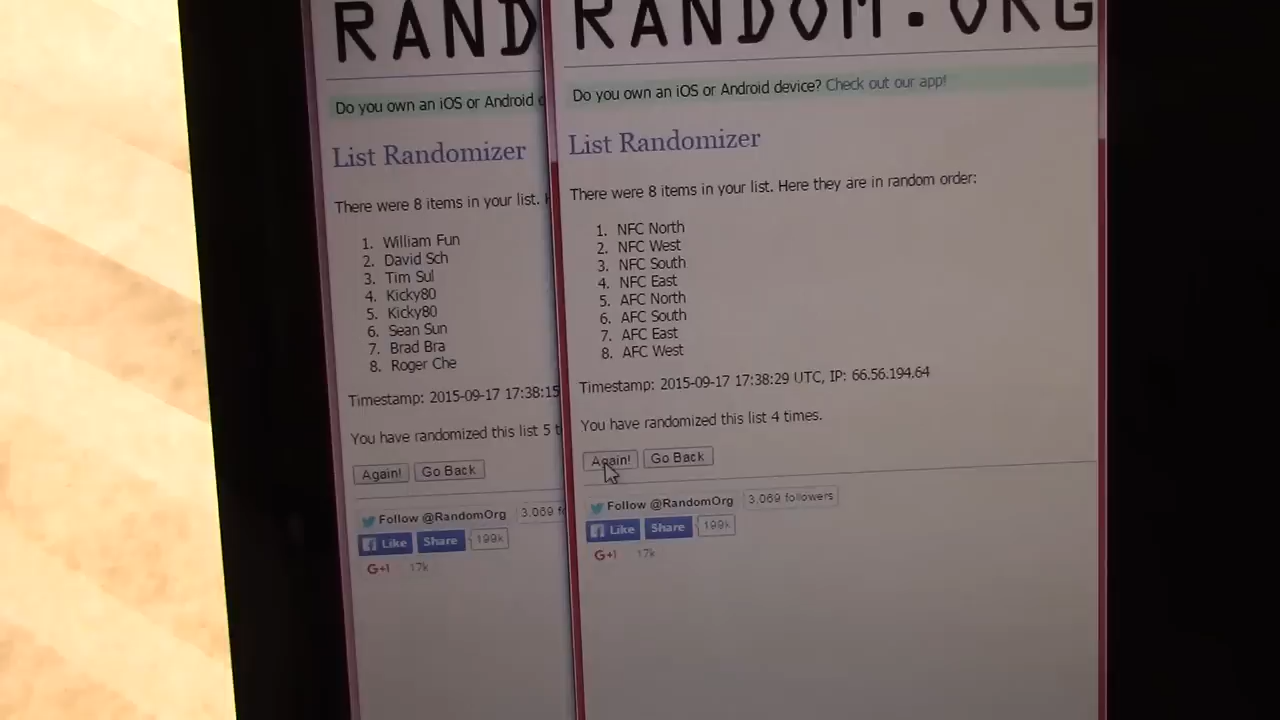 RAND
Do you own an iOS or Android
List Randomizer
There were 8 items in your list.
1. William Fun
2. David Sch
3. Tim Sul
4. Kicky80
5. Kicky80
6. Sean Sun
7. Brad Bra
8. Roger Che
Timestamp: 2015-09-17 17:38:15
You have randomized this list 5
Again! Go Back
Follow @RandomOrg 3,069
Like Share 199k
G+1 17k
RANDOM.ORG
Do you own an iOS or Android device? Check out our app!
List Randomizer
There were 8 items in your list. Here they are in random order:
1. NFC North
2. NFC West
3. NFC South
4. NFC East
5. AFC North
6. AFC South
7. AFC East
8. AFC West
Timestamp: 2015-09-17 17:38:29 UTC, IP: 66.56.194.64
You have randomized this list 4 times.
Again! Go Back
Follow @RandomOrg 3,069 followers
Like Share 199k
G+1 17k